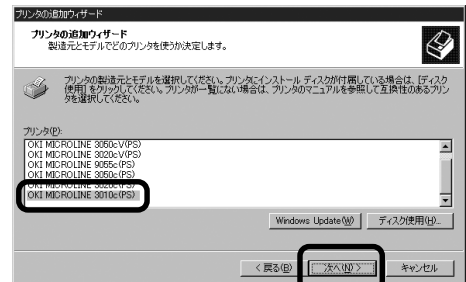 プリンタの追加ウィザード
プリンタの追加ウィザード
製造元とモデルでどのプリンタを使うか決定します。
プリンタの製造元とモデルを選択してください。プリンタにインストール ディスクが付属している場合は、[ディスク
使用] をクリックしてください。プリンタが一覧にない場合は、プリンタのマニュアルを参照して互換性のあるプリン
タを選択してください。
プリンタ(P):
OKI MICROLINE 3050cV(PS)
OKI MICROLINE 3020cV(PS)
OKI MICROLINE 9055c(PS)
OKI MICROLINE 3050c(PS)
OKI MICROLINE 3020c(PS)
OKI MICROLINE 3010c(PS)
Windows Update(W) ディスク使用(H)...
< 戻る(B) 次へ(N) > キャンセル